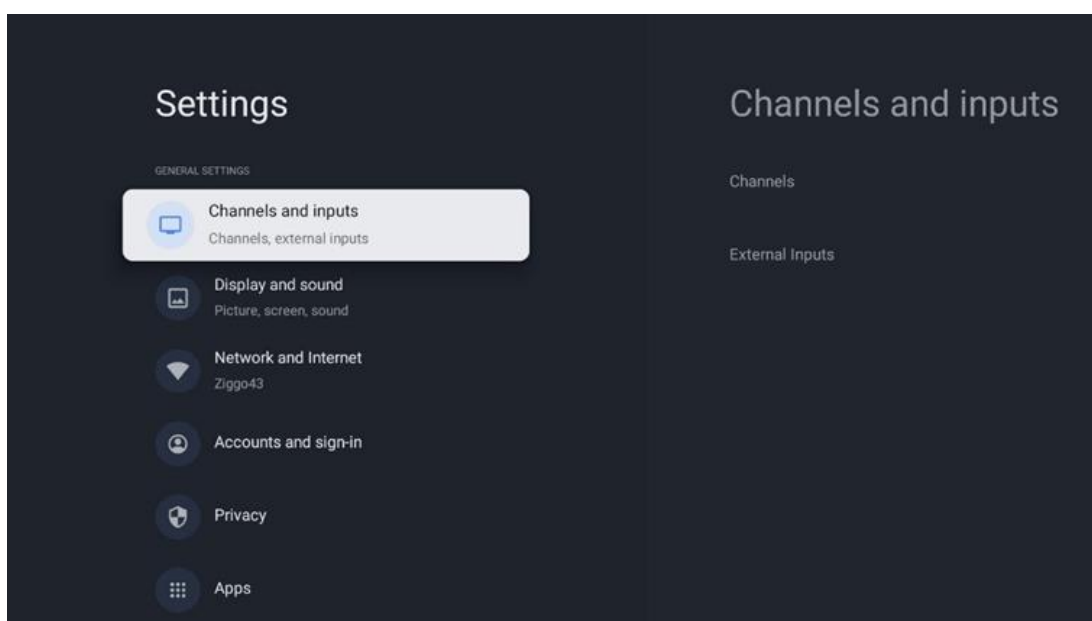 Settings
GENERAL SETTINGS
Channels and inputs
Channels, external inputs
Display and sound
Picture, screen, sound
Network and Internet
Ziggo43
Accounts and sign-in
Privacy
Apps
Channels and inputs
Channels
External Inputs